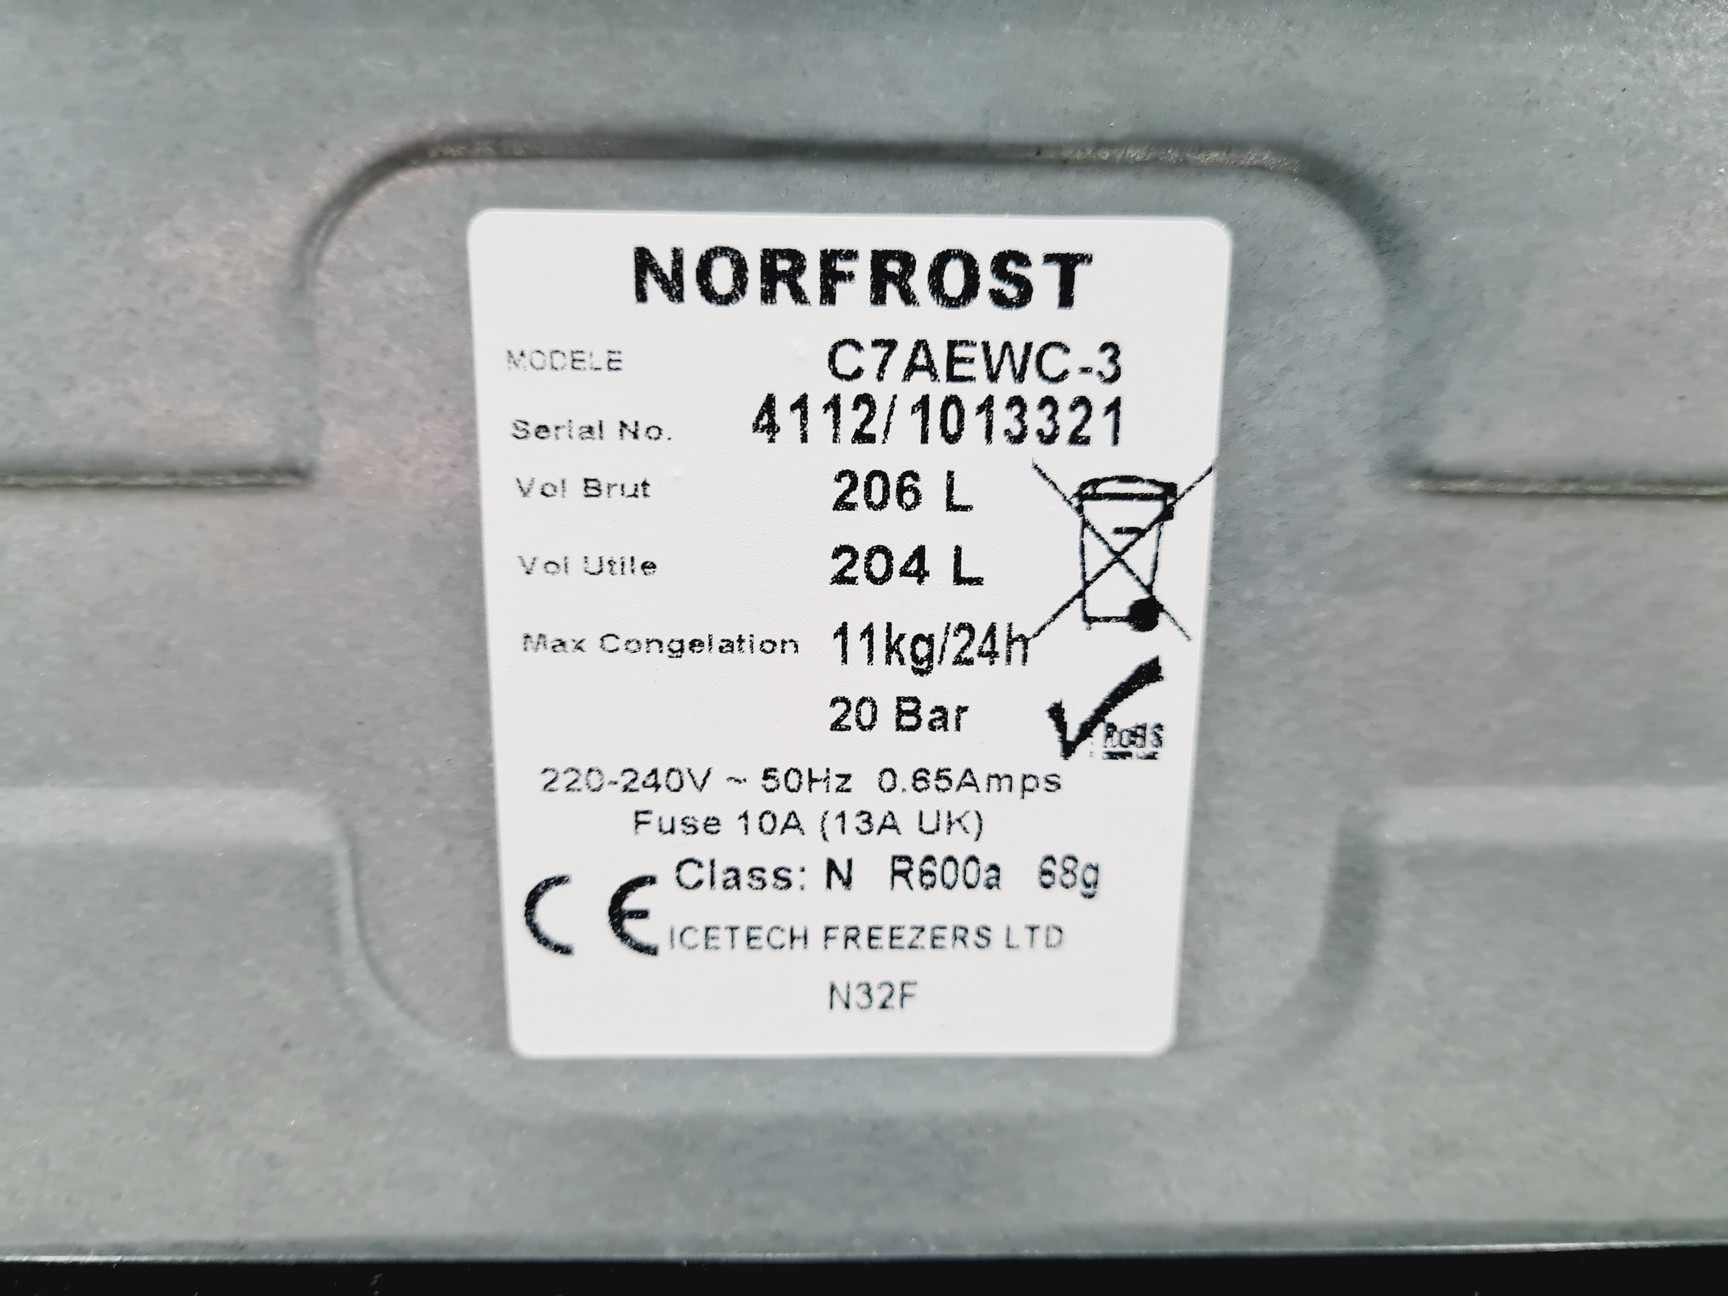 NORFROST
MODELE C7AEWC-3
Serial No. 4112/1013321
Vol Brut 206 L
Vol Utile 204 L
Max Congelation 11kg/24h
20 Bar
RoHS
220-240V ~ 50Hz 0.65Amps
Fuse 10A (13A UK)
Class: N R600a 68g
CE ICETECH FREEZERS LTD
N32F